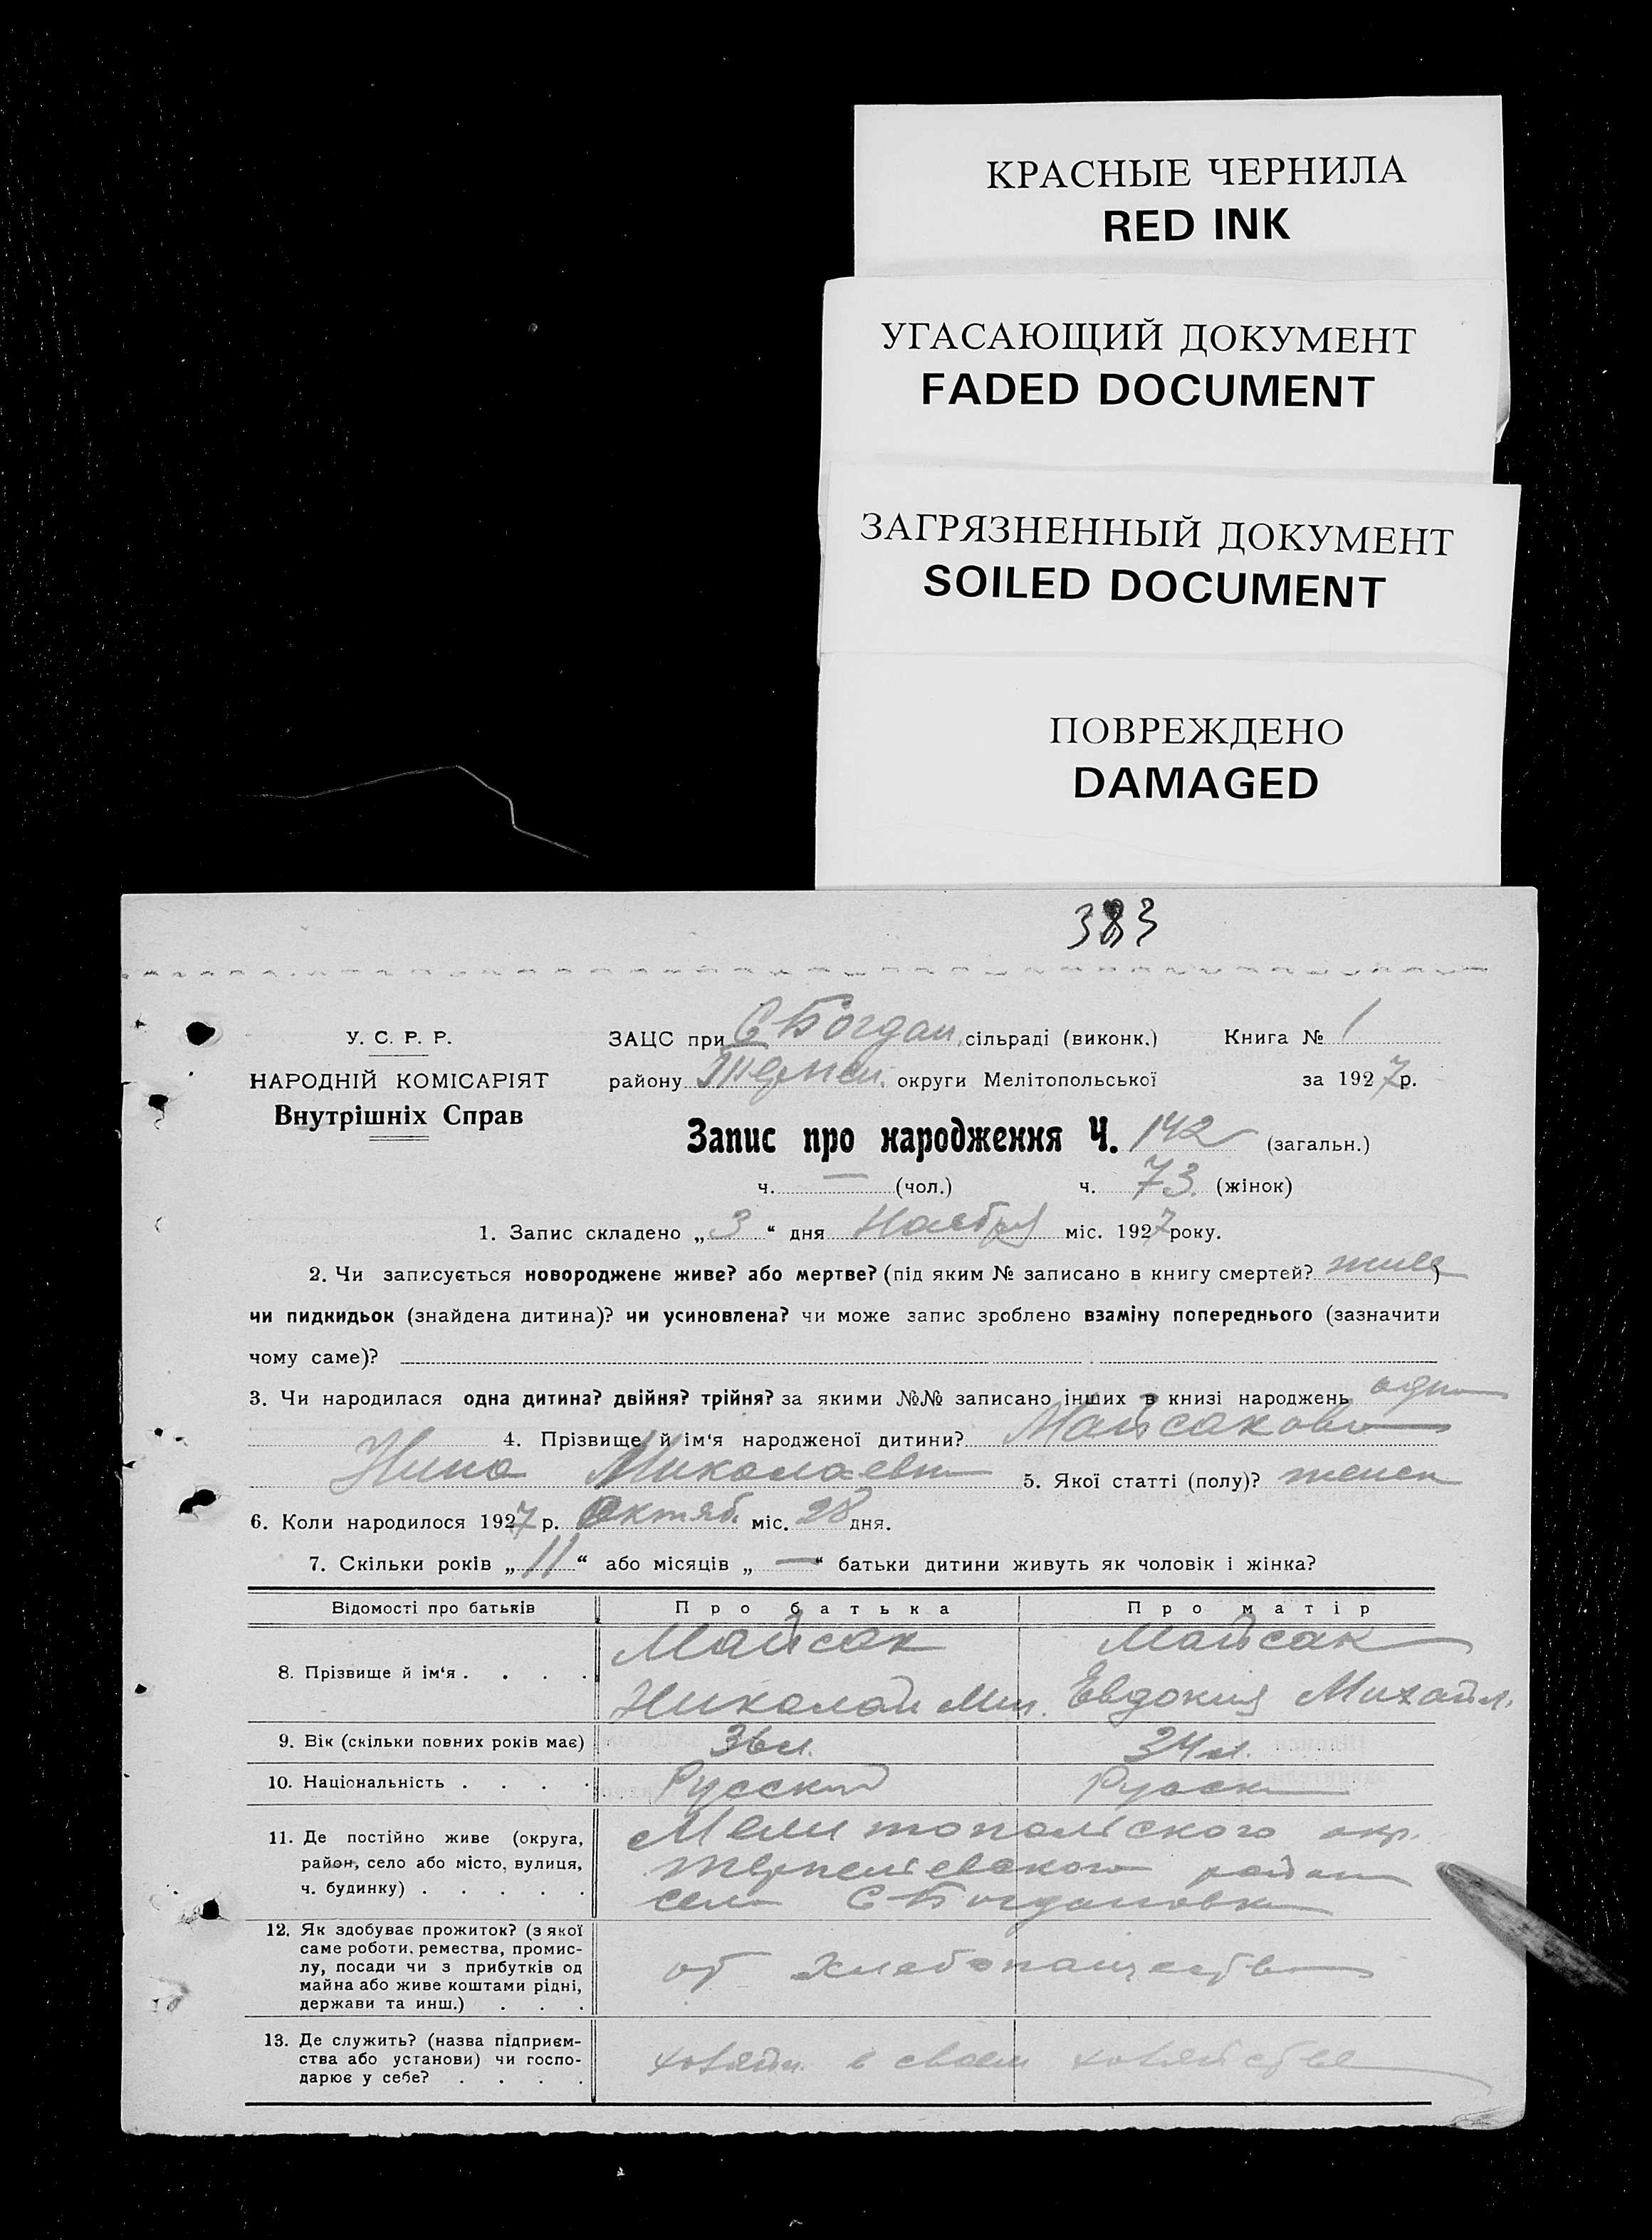 КРАСНЫЕ ЧЕРНИЛА
RED INK
УГАСАЮЩИЙ ДОКУМЕНТ
FADED DOCUMENT
ЗАГРЯЗНЕННЫЙ ДОКУМЕНТ
SOILED DOCUMENT
ПОВРЕЖДЕНО
DAMAGED
383
У. С. Р. Р.
НАРОДНІЙ КОМІСАРІЯТ
Внутрішніх Справ
ЗАЦС при С Богдан. сільраді (виконк.) Книга № 1
району округи Мелітопольської за 1927 р.
Запис про народження Ч. 142 (загальн.)
ч. — (чол.) ч. 73 (жінок)
1. Запис складено „3“ дня Ноября міс. 1927 року.
2. Чи записується новороджене живе? або мертве? (під яким № записано в книгу смертей? живе)
чи пидкидьок (знайдена дитина)? чи усиновлена? чи може запис зроблено взаміну попереднього (зазначити
чому саме)?
3. Чи народилася одна дитина? двійня? трійня? за якими №№ записано інших в книзі народжень одна
4. Прізвище й ім‘я народженої дитини? Майсакова
Нина Николаевна 5. Якої статті (полу)? женск
6. Коли народилося 1927 р. Октяб. міс. 28 дня.
7. Скільки років „11“ або місяців „—“ батьки дитини живуть як чоловік і жінка?
Відомості про батьків Про батька Про матір
8. Прізвище й ім‘я . . . . Майсак Майсак
Николай Мих. Евдокия Михайл.
9. Вік (скільки повних років має) 36 л. 34 л.
10. Національність . . . . Русский Русск
11. Де постійно живе (округа, район, село або місто, вулиця, ч. будинку) . . . . .
Мелитопольского окр.
Терпеньевского район
село С Богдановка
12. Як здобуває прожиток? (з якої саме роботи, ремества, промислу, посади чи з прибутків од майна або живе коштами рідні, держави та инш.) . . .
от хлебопашества
13. Де служить? (назва підприємства або установи) чи господарює у себе? . . . .
хозяйн. в своем хозяйстве